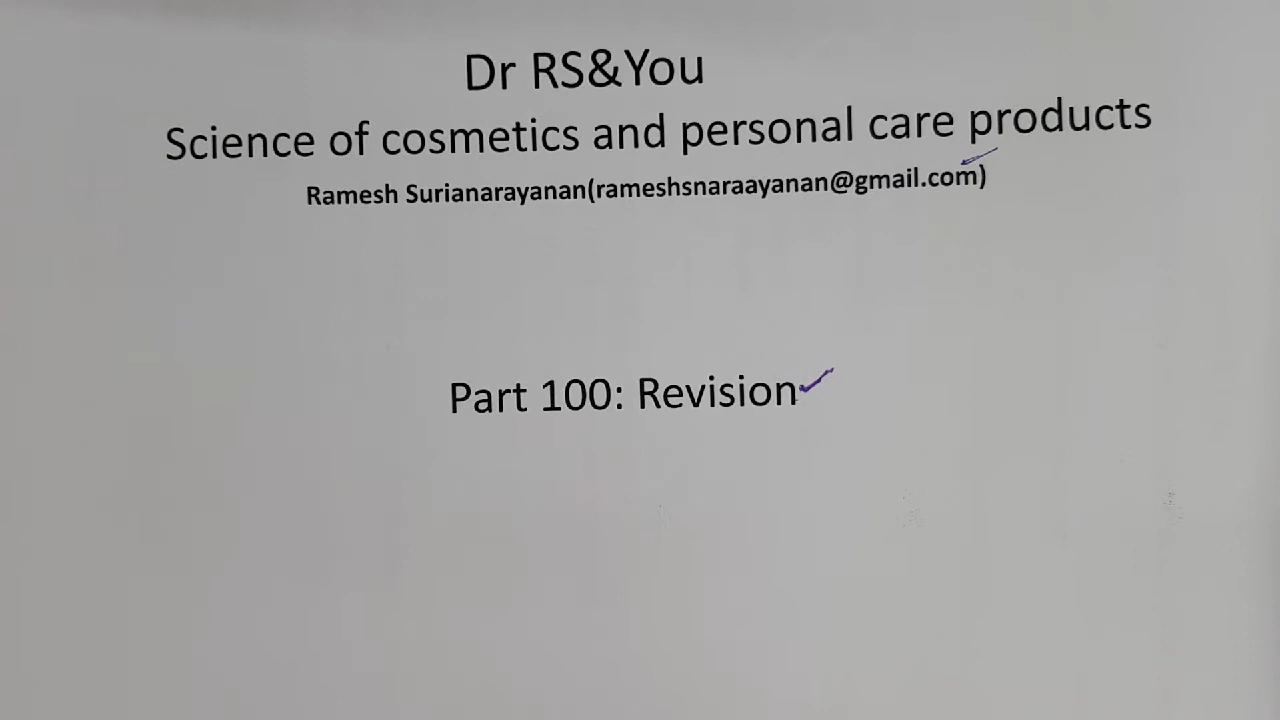 Dr RS&You
Science of cosmetics and personal care products
Ramesh Surianarayanan(rameshsnaraayanan@gmail.com)
Part 100: Revision